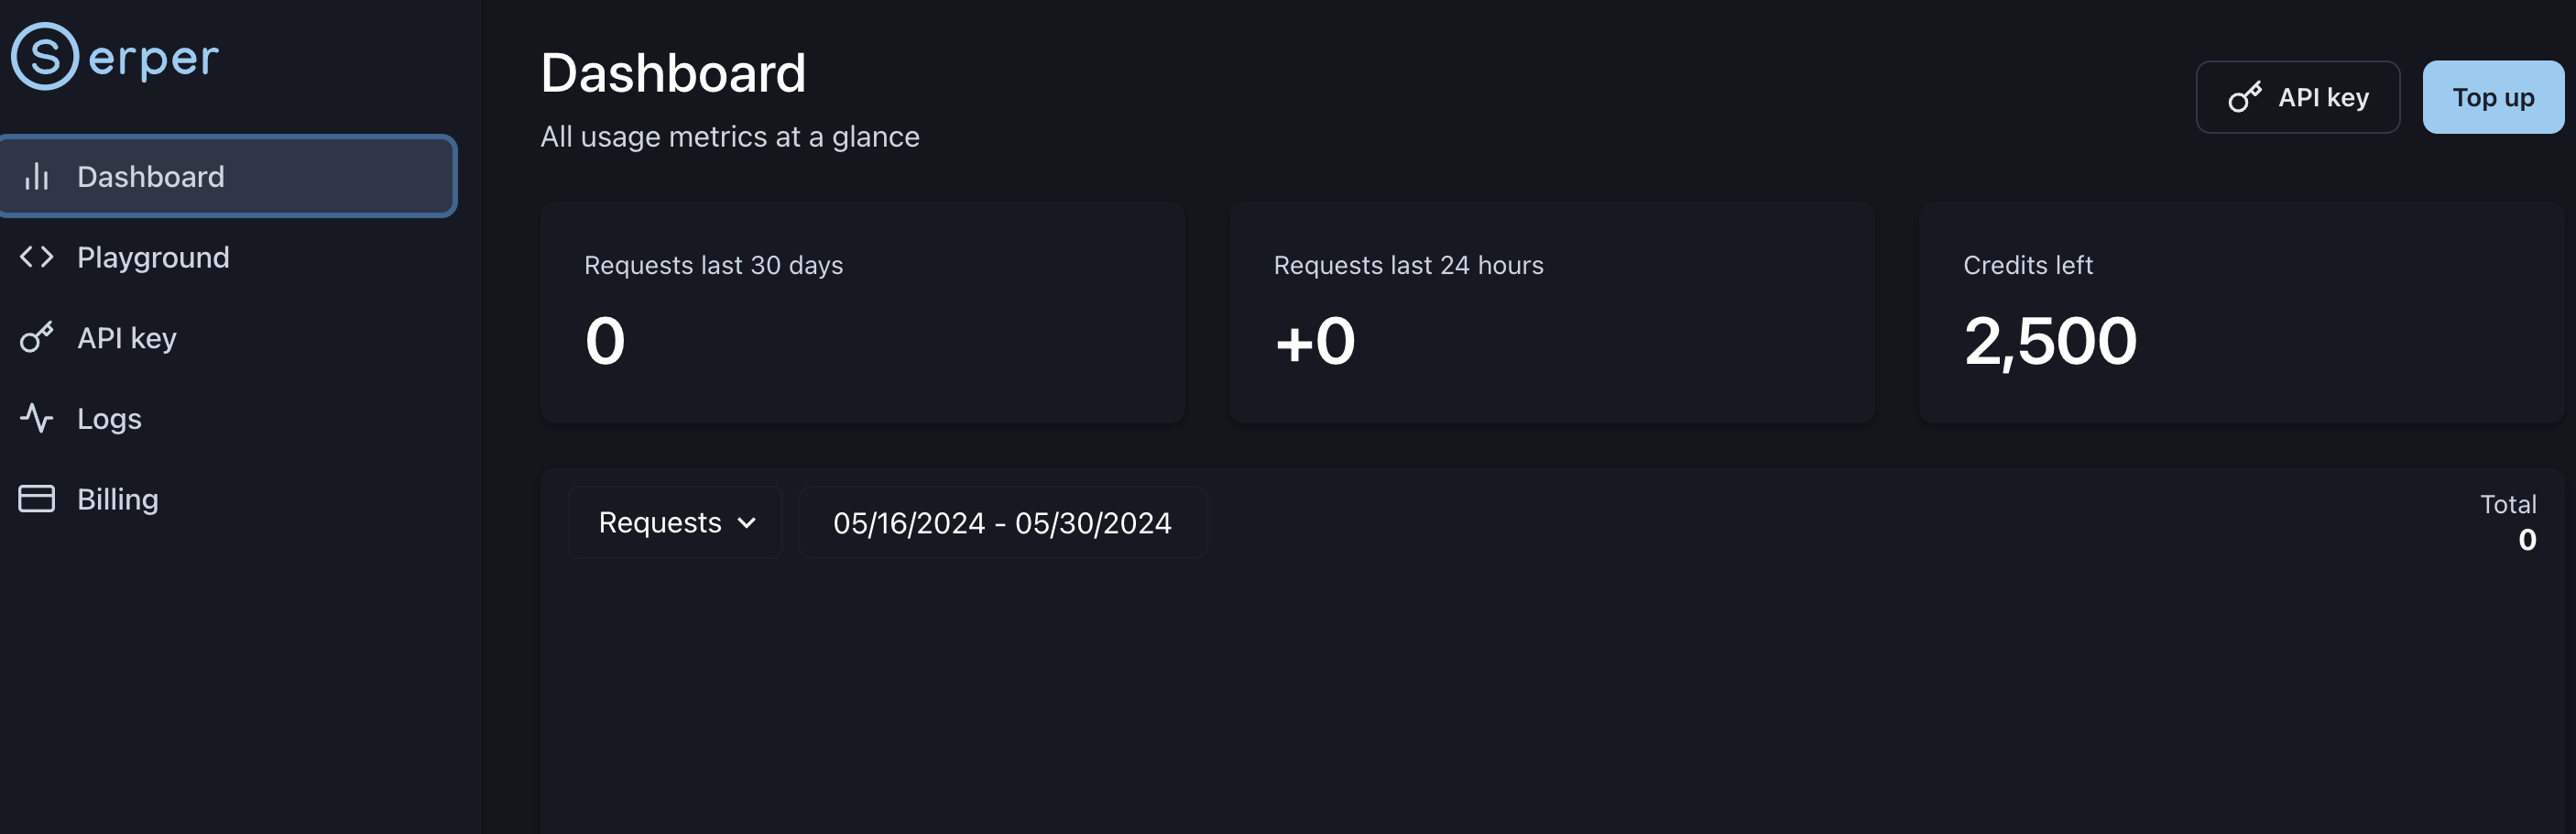 Serper
Dashboard
Playground
API key
Logs
Billing
Dashboard
All usage metrics at a glance
API key
Top up
Requests last 30 days
0
Requests last 24 hours
+0
Credits left
2,500
Requests
05/16/2024 - 05/30/2024
Total
0